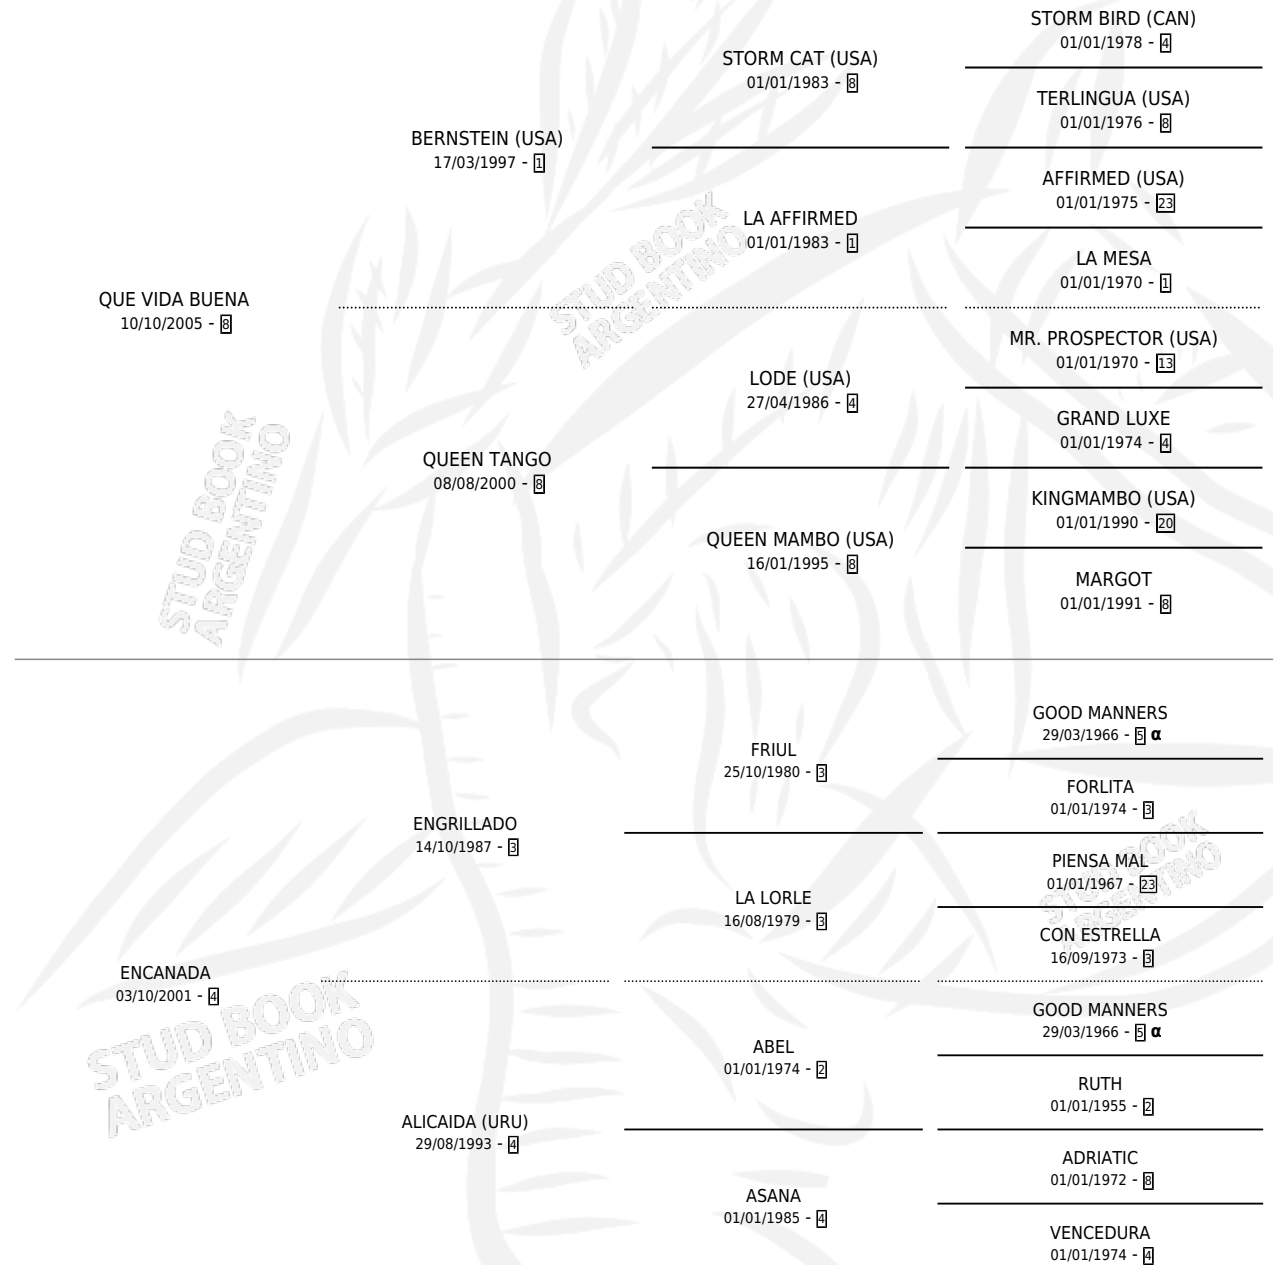 STORM BIRD (CAN)
01/01/1978 - 4
STORM CAT (USA)
01/01/1983 - 8
TERLINGUA (USA)
01/01/1976 - 8
BERNSTEIN (USA)
17/03/1997 - 1
AFFIRMED (USA)
01/01/1975 - 23
LA AFFIRMED
01/01/1983 - 1
LA MESA
01/01/1970 - 1
QUE VIDA BUENA
10/10/2005 - 8
MR. PROSPECTOR (USA)
01/01/1970 - 13
LODE (USA)
27/04/1986 - 4
GRAND LUXE
01/01/1974 - 4
QUEEN TANGO
08/08/2000 - 8
KINGMAMBO (USA)
01/01/1990 - 20
QUEEN MAMBO (USA)
16/01/1995 - 8
MARGOT
01/01/1991 - 8
GOOD MANNERS
29/03/1966 - 5 α
FRIUL
25/10/1980 - 3
FORLITA
01/01/1974 - 3
ENGRILLADO
14/10/1987 - 3
PIENSA MAL
01/01/1967 - 23
LA LORLE
16/08/1979 - 3
CON ESTRELLA
16/09/1973 - 3
ENCANADA
03/10/2001 - 4
GOOD MANNERS
29/03/1966 - 5 α
ABEL
01/01/1974 - 2
RUTH
01/01/1955 - 2
ALICAIDA (URU)
29/08/1993 - 4
ADRIATIC
01/01/1972 - 8
ASANA
01/01/1985 - 4
VENCEDURA
01/01/1974 - 4
STUD BOOK
ARGENTINO
STUD BOOK
ARGENTINO
STUD BOOK
ARGENTINO
STUD BOOK
ARGENTINO